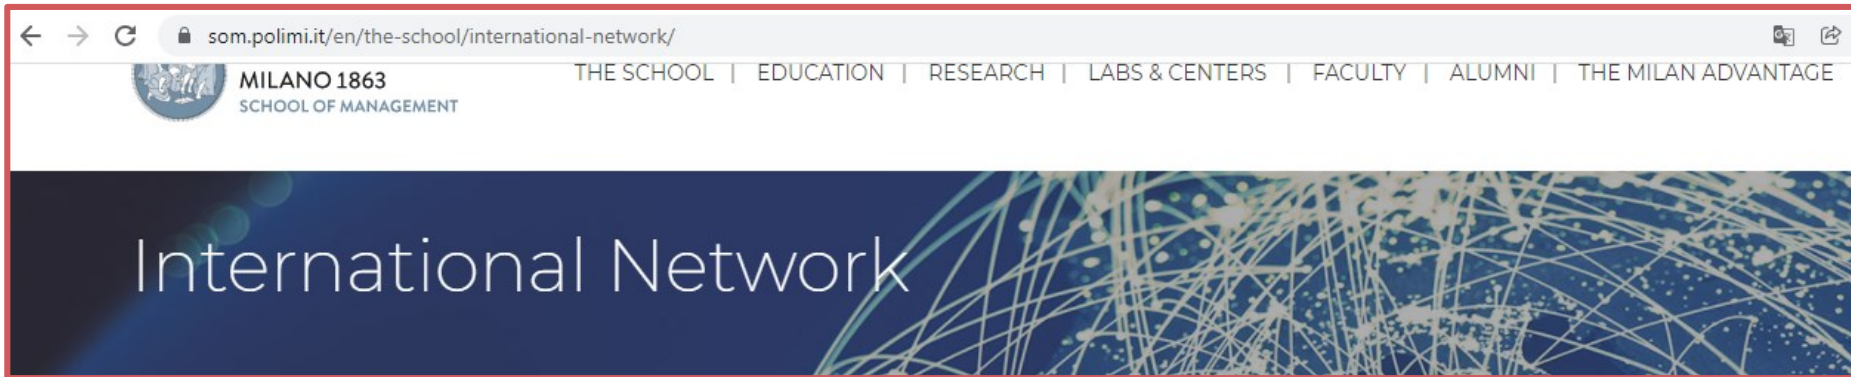 som.polimi.it/en/the-school/international-network/
MILANO 1863
SCHOOL OF MANAGEMENT
THE SCHOOL | EDUCATION | RESEARCH | LABS & CENTERS | FACULTY | ALUMNI | THE MILAN ADVANTAGE
International Network